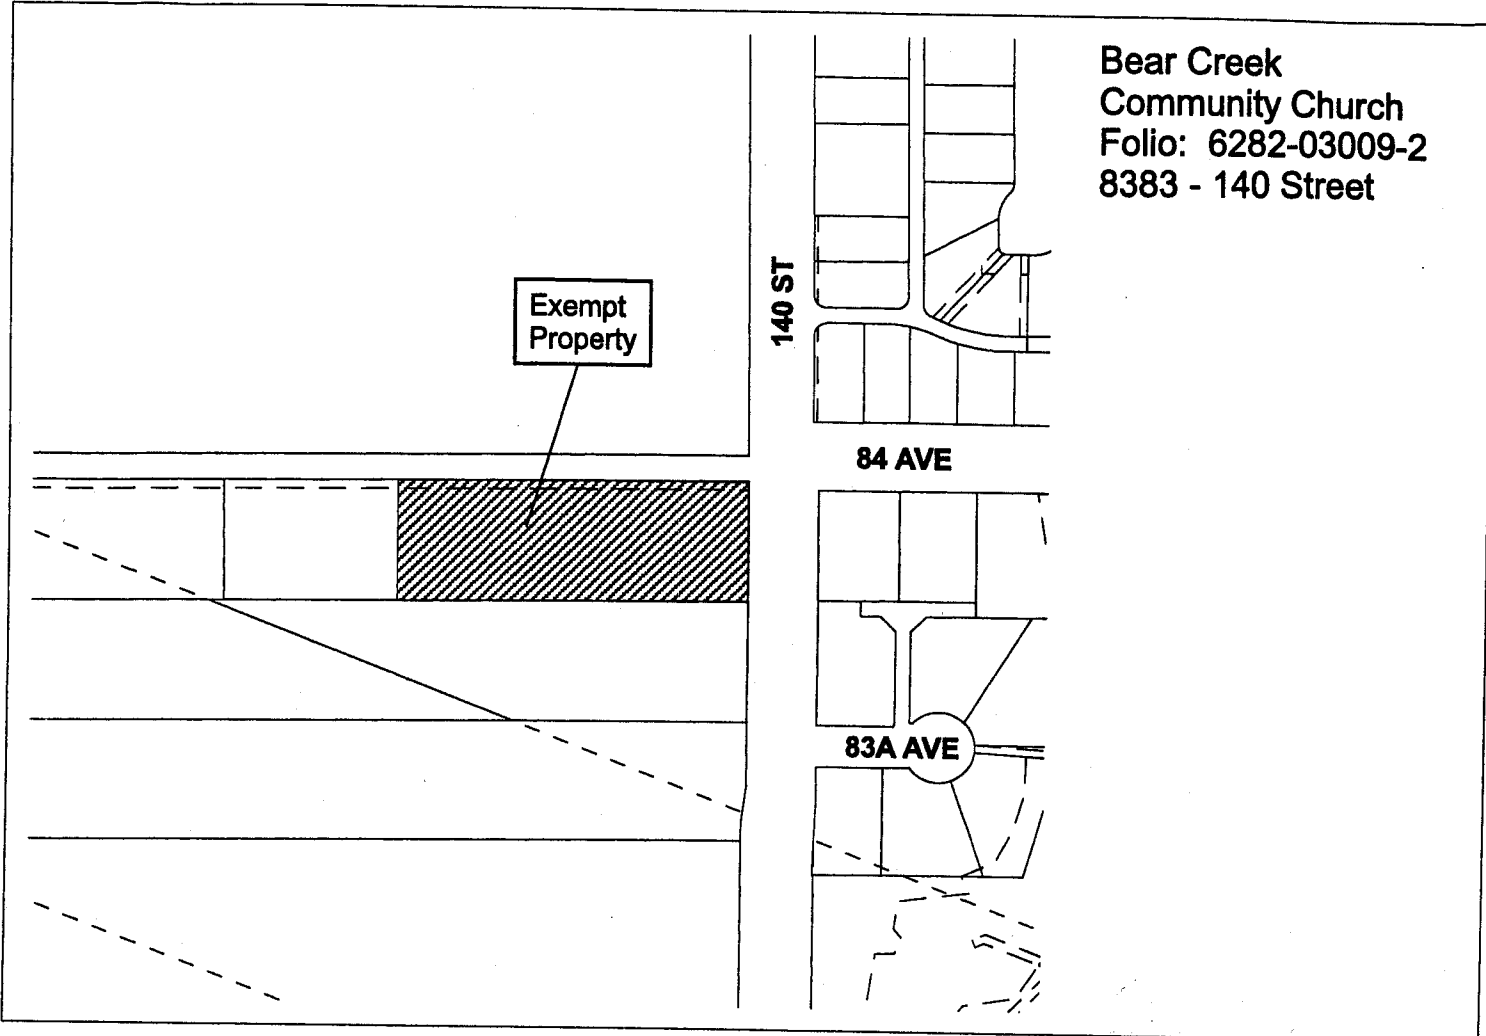 Bear Creek
Community Church
Folio: 6282-03009-2
8383 - 140 Street
Exempt
Property
140 ST
84 AVE
83A AVE